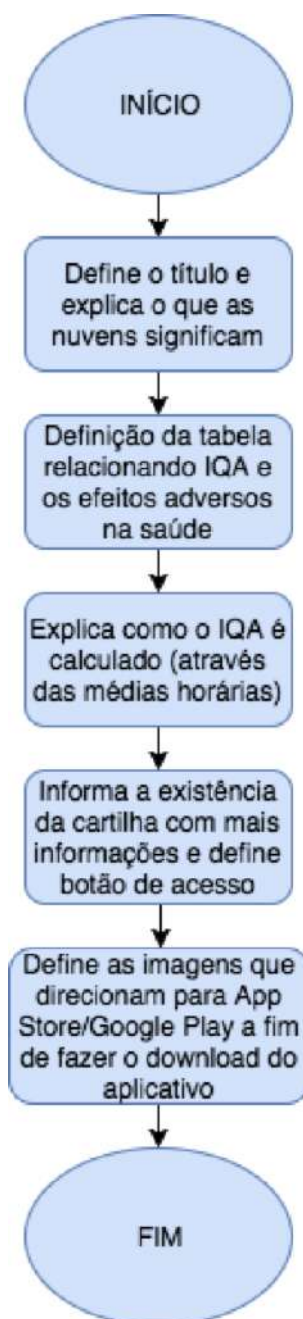 INÍCIO
Define o título e
explica o que as
nuvens significam
Definição da tabela
relacionando IQA e
os efeitos adversos
na saúde
Explica como o IQA é
calculado (através
das médias horárias)
Informa a existência
da cartilha com mais
informações e define
botão de acesso
Define as imagens que
direcionam para App
Store/Google Play a fim
de fazer o download do
aplicativo
FIM